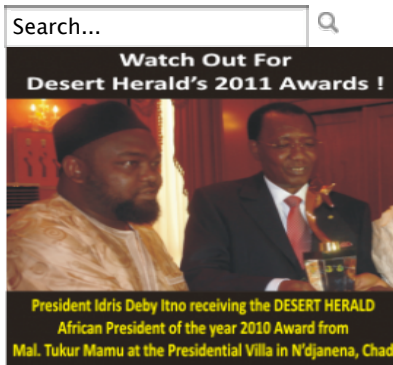 Search...
Watch Out For
Desert Herald's 2011 Awards !
President Idris Deby Itno receiving the DESERT HERALD
African President of the year 2010 Award from
Mal. Tukur Mamu at the Presidential Villa in N'djanena, Chad